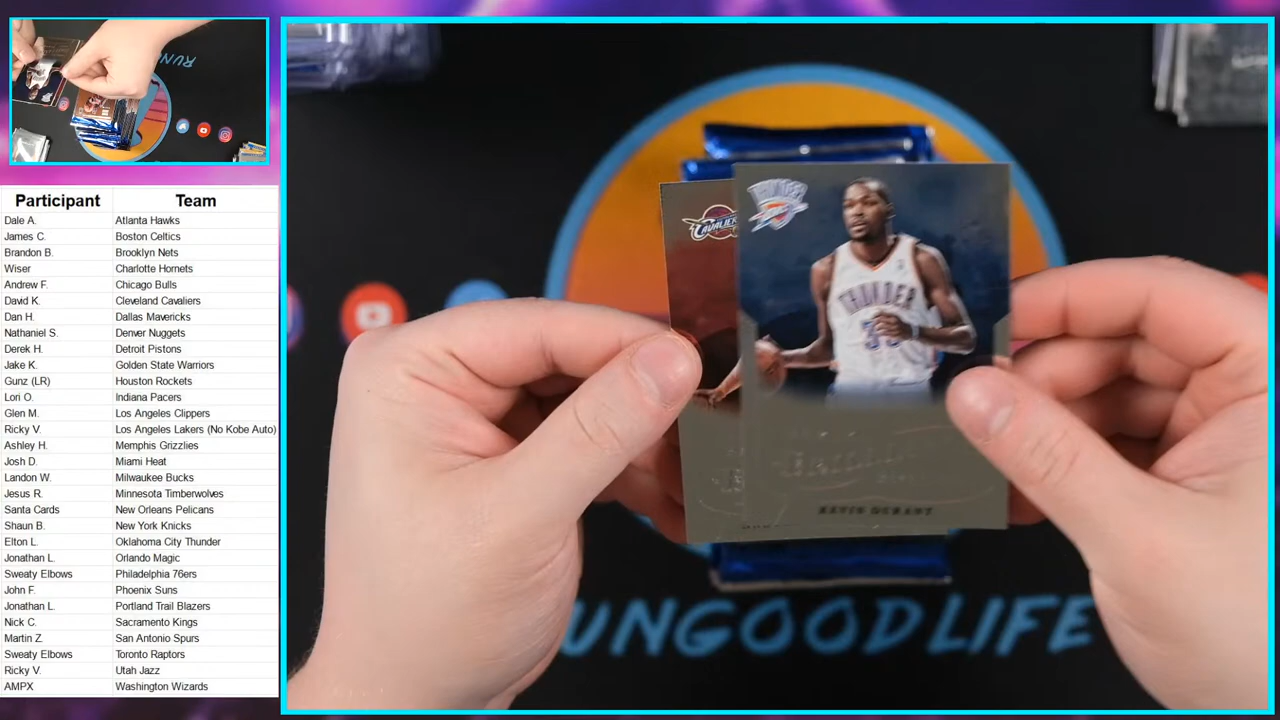 RUNG
Participant Team
Dale A. Atlanta Hawks
James C. Boston Celtics
Brandon B. Brooklyn Nets
Wiser Charlotte Hornets
Andrew F. Chicago Bulls
David K. Cleveland Cavaliers
Dan H. Dallas Mavericks
Nathaniel S. Denver Nuggets
Derek H. Detroit Pistons
Jake K. Golden State Warriors
Gunz (LR) Houston Rockets
Lori O. Indiana Pacers
Glen M. Los Angeles Clippers
Ricky V. Los Angeles Lakers (No Kobe Auto)
Ashley H. Memphis Grizzlies
Josh D. Miami Heat
Landon W. Milwaukee Bucks
Jesus R. Minnesota Timberwolves
Santa Cards New Orleans Pelicans
Shaun B. New York Knicks
Elton L. Oklahoma City Thunder
Jonathan L. Orlando Magic
Sweaty Elbows Philadelphia 76ers
John F. Phoenix Suns
Jonathan L. Portland Trail Blazers
Nick C. Sacramento Kings
Martin Z. San Antonio Spurs
Sweaty Elbows Toronto Raptors
Ricky V. Utah Jazz
AMPX Washington Wizards
THUNDER
CAVALIERS
THUNDER
35
KEVIN DURANT
RUNGOODLIFE